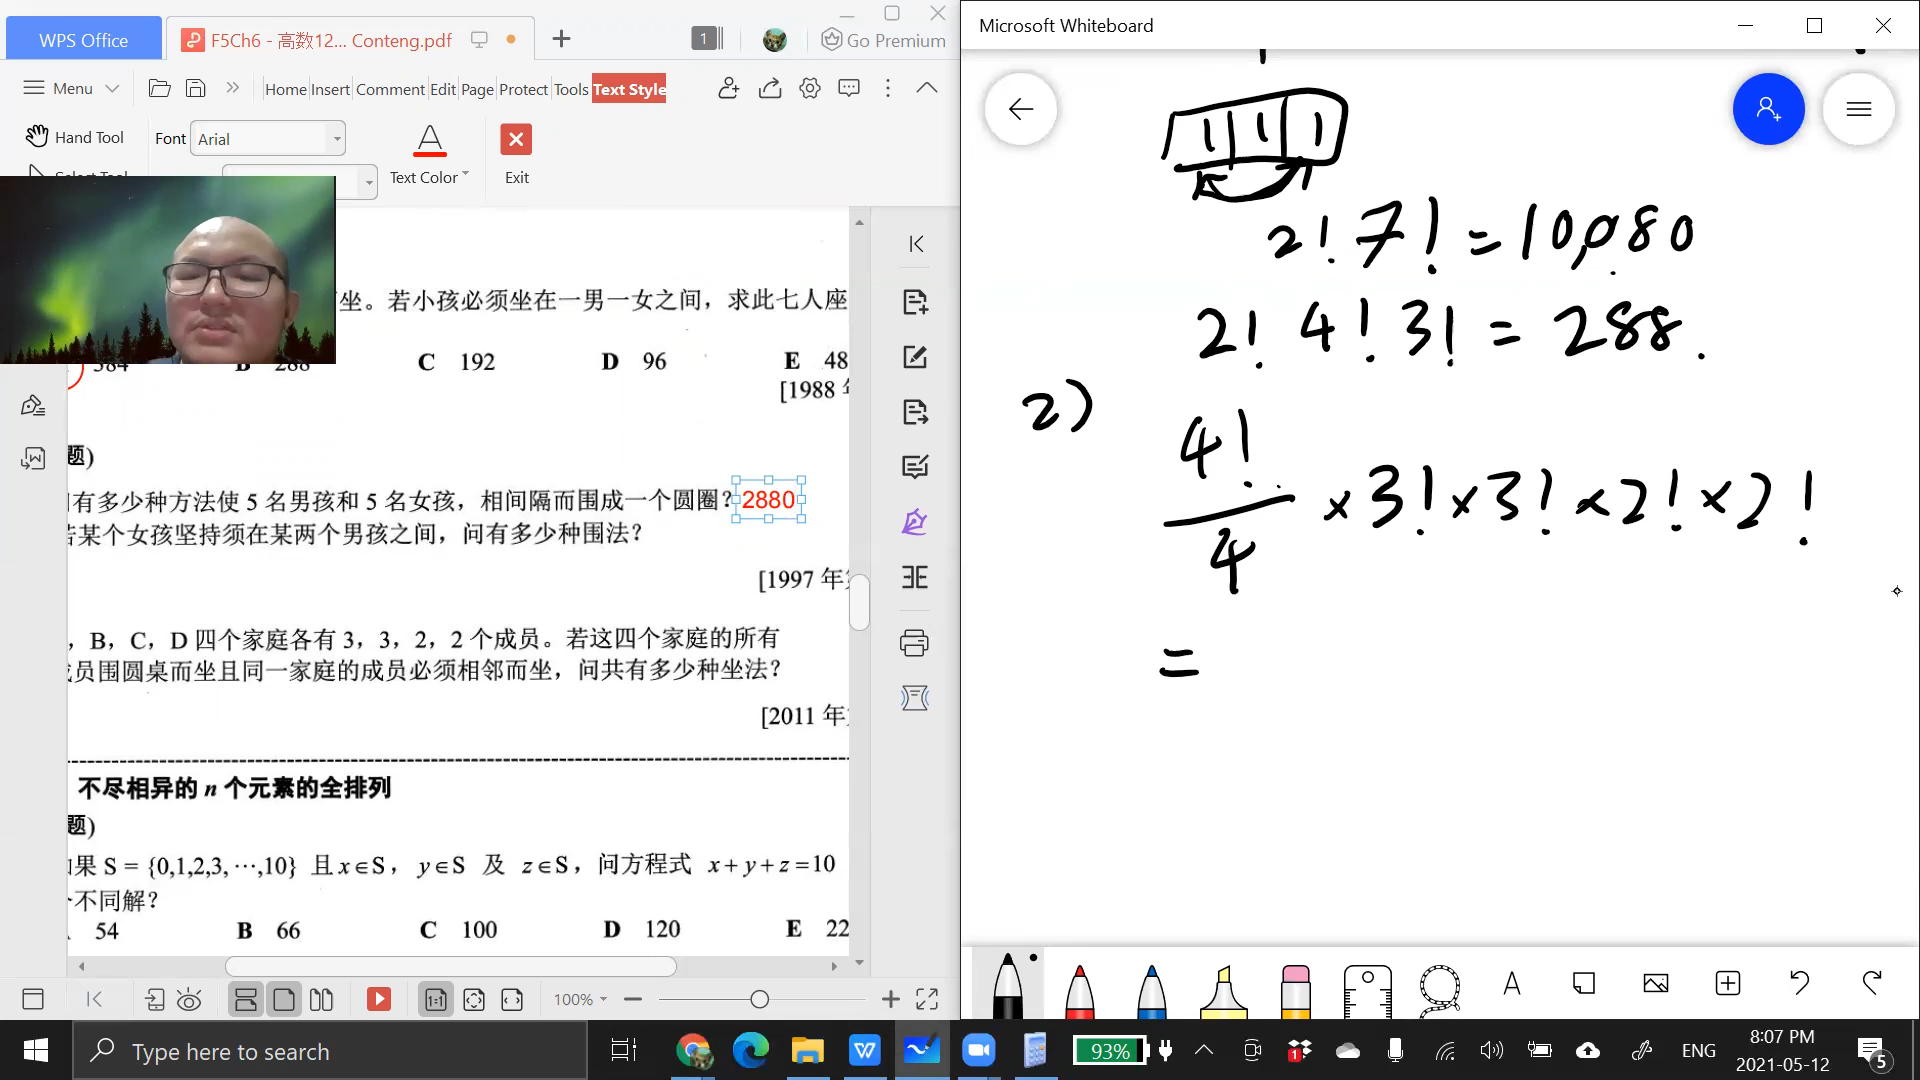 WPS Office
F5Ch6 - 高数12... Conteng.pdf
1
Go Premium
Menu
Home Insert Comment Edit Page Protect Tools Text Style
Hand Tool
Font Arial
Text Color
Exit
坐。若小孩必须坐在一男一女之间，求此七人座
C 192 D 96 E 48
[1988
题)
有多少种方法使 5 名男孩和 5 名女孩，相间隔而围成一个圆圈? 2880
某个女孩坚持须在某两个男孩之间，问有多少种围法?
[1997 年
, B, C, D 四个家庭各有 3, 3, 2, 2 个成员。若这四个家庭的所有
员围圆桌而坐且同一家庭的成员必须相邻而坐，问共有多少种坐法?
[2011 年
不尽相异的 n 个元素的全排列
题)
果 S = {0,1,2,3, ⋯,10} 且 x∈S, y∈S 及 z∈S, 问方程式 x+y+z=10
不同解?
54 B 66 C 100 D 120 E 22
100%
Microsoft Whiteboard
2! 7! = 10,080
2! 4! 3! = 288.
2)
4!
— × 3! × 3! × 2! × 2!
4
=
Type here to search
93%
1
ENG
8:07 PM
2021-05-12
5